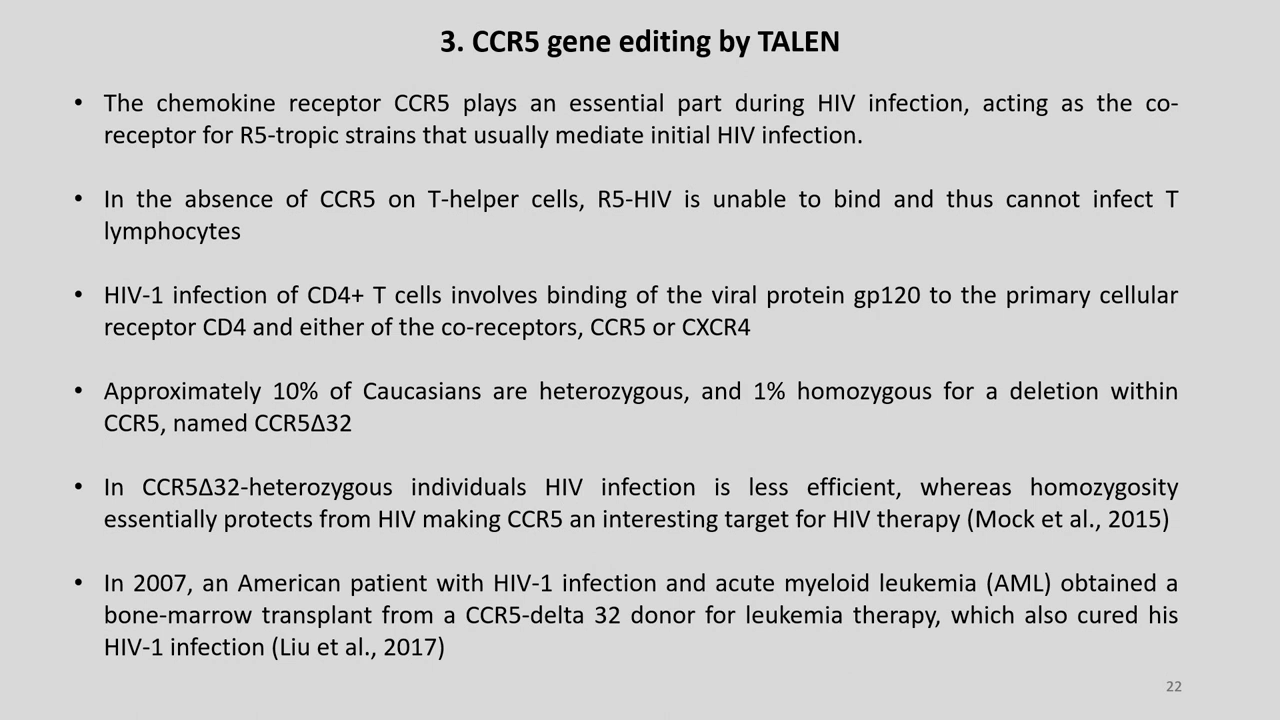 3. CCR5 gene editing by TALEN
• The chemokine receptor CCR5 plays an essential part during HIV infection, acting as the co-
receptor for R5-tropic strains that usually mediate initial HIV infection.
• In the absence of CCR5 on T-helper cells, R5-HIV is unable to bind and thus cannot infect T
lymphocytes
• HIV-1 infection of CD4+ T cells involves binding of the viral protein gp120 to the primary cellular
receptor CD4 and either of the co-receptors, CCR5 or CXCR4
• Approximately 10% of Caucasians are heterozygous, and 1% homozygous for a deletion within
CCR5, named CCR5Δ32
• In CCR5Δ32-heterozygous individuals HIV infection is less efficient, whereas homozygosity
essentially protects from HIV making CCR5 an interesting target for HIV therapy (Mock et al., 2015)
• In 2007, an American patient with HIV-1 infection and acute myeloid leukemia (AML) obtained a
bone-marrow transplant from a CCR5-delta 32 donor for leukemia therapy, which also cured his
HIV-1 infection (Liu et al., 2017)
22